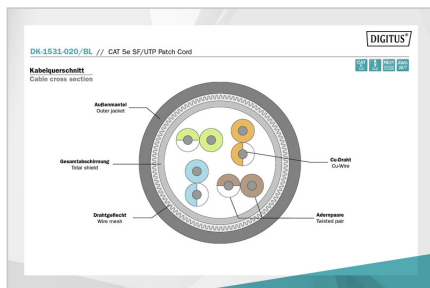 DIGITUS®
DK-1531-020/BL // CAT 5e SF/UTP Patch Cord
Kabelquerschnitt
Cable cross section
Außenmantel
Outer jacket
Gesamtabschirmung
Total shield
Cu-Draht
Cu-Wire
Drahtgeflecht
Wire mesh
Adernpaare
Twisted pair